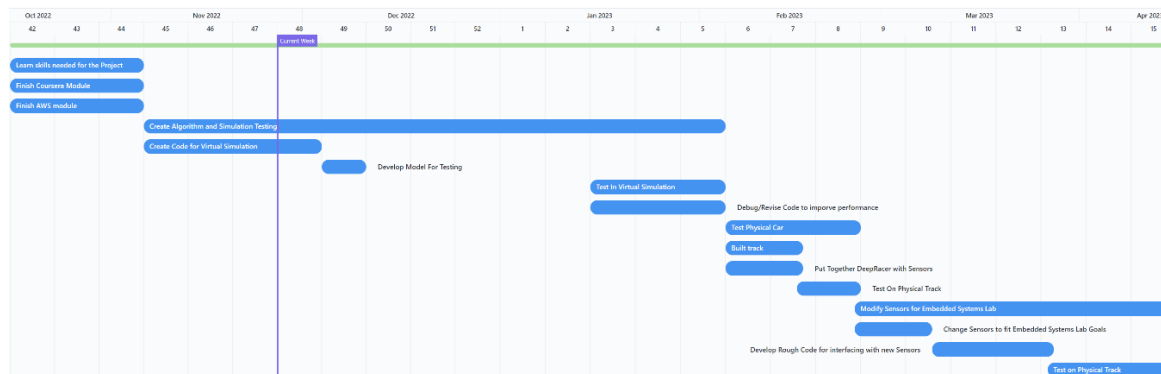 Oct 2022 Nov 2022 Dec 2022 Jan 2023 Feb 2023 Mar 2023 Apr 2023
42 43 44 45 46 47 48 49 50 51 52 1 2 3 4 5 6 7 8 9 10 11 12 13 14 15
Current Week
Learn skills needed for the Project
Finish Coursera Module
Finish AWS module
Create Algorithm and Simulation Testing
Create Code for Virtual Simulation
Develop Model For Testing
Test In Virtual Simulation
Debug/Revise Code to imporve performance
Test Physical Car
Built track
Put Together DeepRacer with Sensors
Test On Physical Track
Modify Sensors for Embedded Systems Lab
Change Sensors to fit Embedded Systems Lab Goals
Develop Rough Code for interfacing with new Sensors
Test on Physical Track